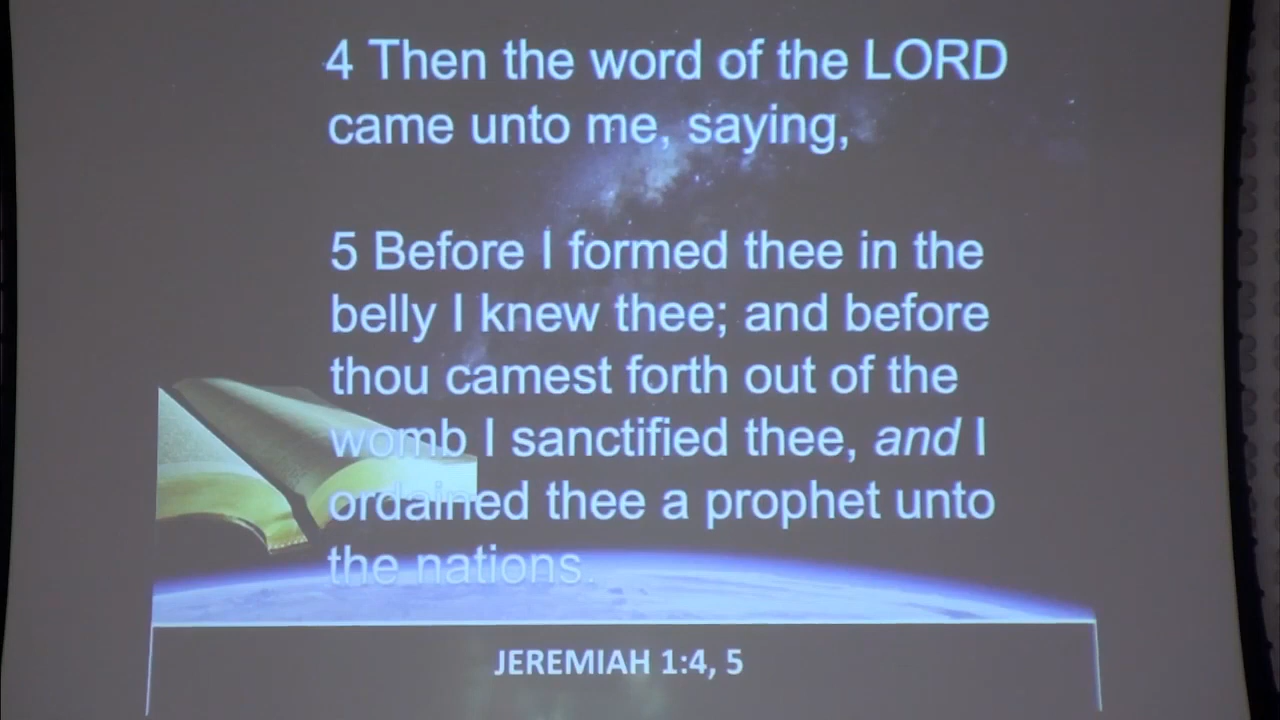 4 Then the word of the LORD
came unto me, saying,
5 Before I formed thee in the
belly I knew thee; and before
thou camest forth out of the
womb I sanctified thee, and I
ordained thee a prophet unto
the nations.
JEREMIAH 1:4, 5